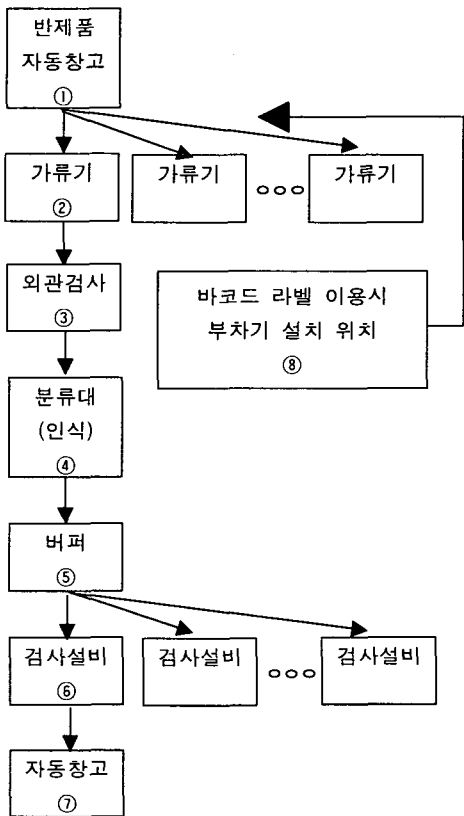 반제품
자동창고
①
가류기
②
가류기
ooo
가류기
외관검사
③
바코드 라벨 이용시
부차기 설치 위치
⑧
분류대
(인식)
④
버퍼
⑤
검사설비
⑥
검사설비
ooo
검사설비
자동창고
⑦